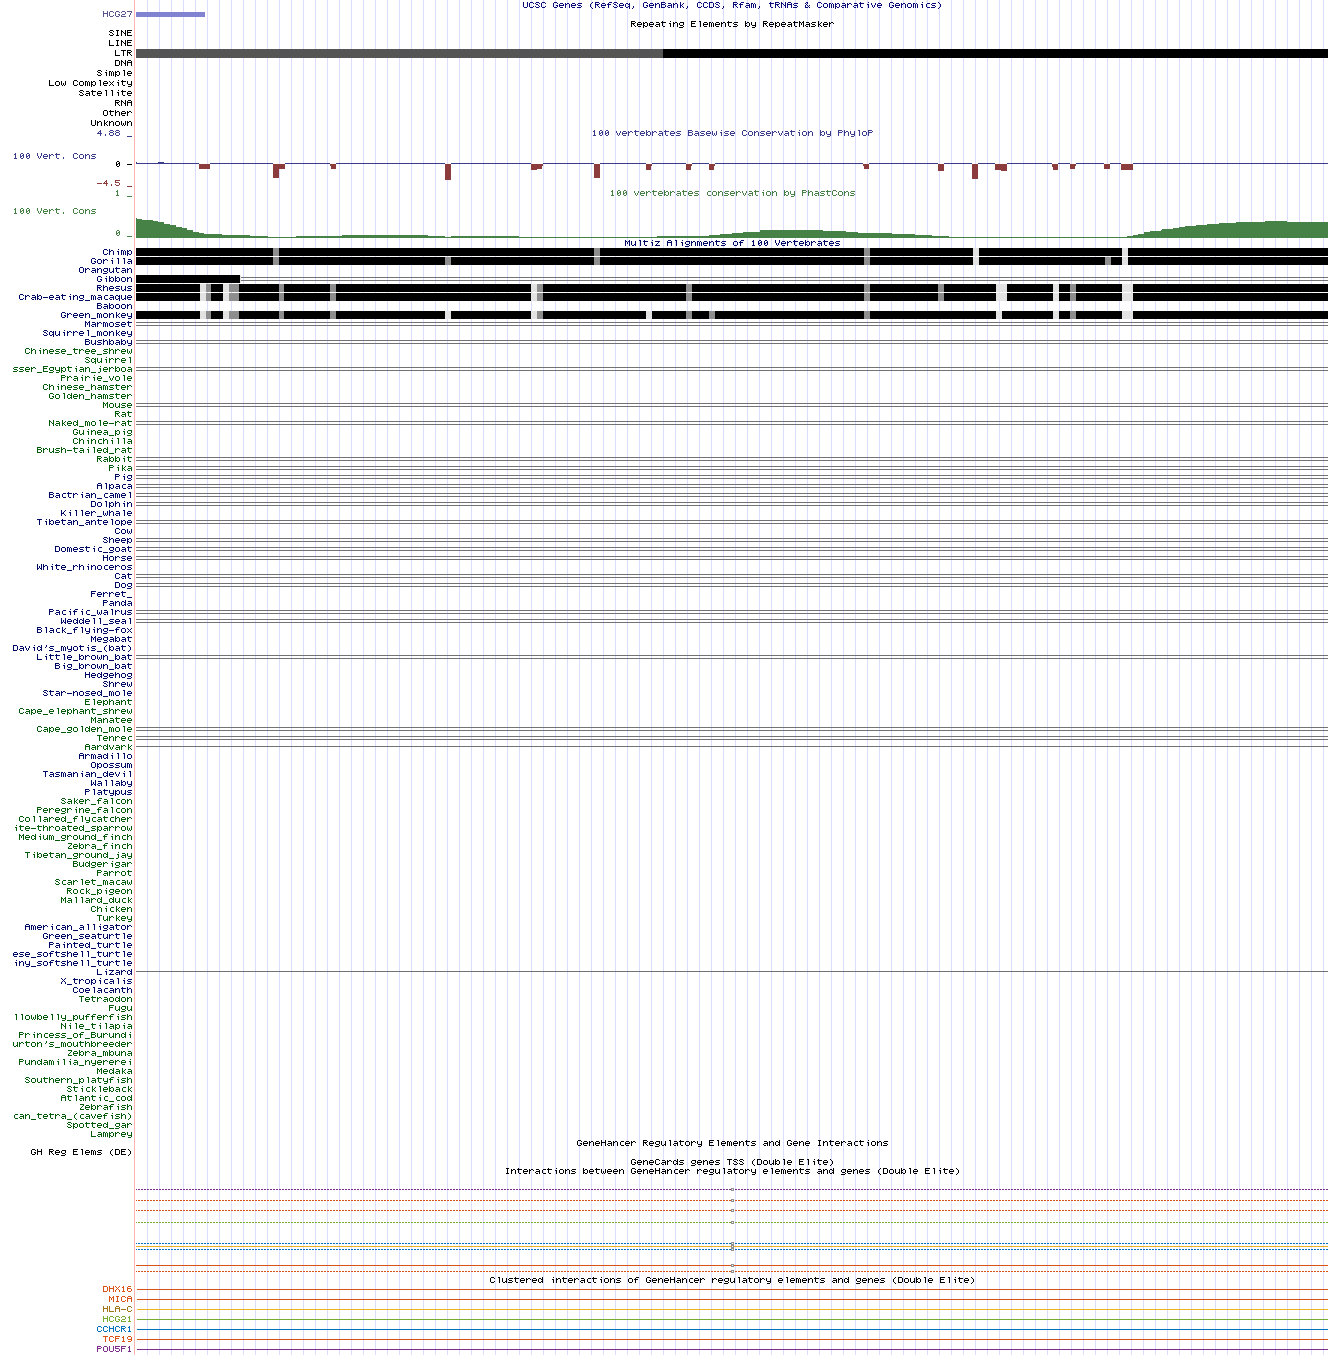 UCSC Genes (RefSeq, GenBank, CCDS, Rfam, tRNAs & Comparative Genomics)
HCG27
Repeating Elements by RepeatMasker
SINE
LINE
LTR
DNA
Simple
Low Complexity
Satellite
RNA
Other
Unknown
4.88 _
100 vertebrates Basewise Conservation by PhyloP
100 Vert. Cons
0 _
-4.5 _
1 _
100 vertebrates conservation by PhastCons
100 Vert. Cons
0 _
Multiz Alignments of 100 Vertebrates
Chimp
Gorilla
Orangutan
Gibbon
Rhesus
Crab-eating_macaque
Baboon
Green_monkey
Marmoset
Squirrel_monkey
Bushbaby
Chinese_tree_shrew
Squirrel
sser_Egyptian_jerboa
Prairie_vole
Chinese_hamster
Golden_hamster
Mouse
Rat
Naked_mole-rat
Guinea_pig
Chinchilla
Brush-tailed_rat
Rabbit
Pika
Pig
Alpaca
Bactrian_camel
Dolphin
Killer_whale
Tibetan_antelope
Cow
Sheep
Domestic_goat
Horse
White_rhinoceros
Cat
Dog
Ferret_
Panda
Pacific_walrus
Weddell_seal
Black_flying-fox
Megabat
David's_myotis_(bat)
Little_brown_bat
Big_brown_bat
Hedgehog
Shrew
Star-nosed_mole
Elephant
Cape_elephant_shrew
Manatee
Cape_golden_mole
Tenrec
Aardvark
Armadillo
Opossum
Tasmanian_devil
Wallaby
Platypus
Saker_falcon
Peregrine_falcon
Collared_flycatcher
ite-throated_sparrow
Medium_ground_finch
Zebra_finch
Tibetan_ground_jay
Budgerigar
Parrot
Scarlet_macaw
Rock_pigeon
Mallard_duck
Chicken
Turkey
American_alligator
Green_seaturtle
Painted_turtle
ese_softshell_turtle
iny_softshell_turtle
Lizard
X_tropicalis
Coelacanth
Tetraodon
Fugu
llowbelly_pufferfish
Nile_tilapia
Princess_of_Burundi
urton's_mouthbreeder
Zebra_mbuna
Pundamilia_nyererei
Medaka
Southern_platyfish
Stickleback
Atlantic_cod
Zebrafish
can_tetra_(cavefish)
Spotted_gar
Lamprey
GeneHancer Regulatory Elements and Gene Interactions
GH Reg Elems (DE)
GeneCards genes TSS (Double Elite)
Interactions between GeneHancer regulatory elements and genes (Double Elite)
Clustered interactions of GeneHancer regulatory elements and genes (Double Elite)
DHX16
MICA
HLA-C
HCG21
CCHCR1
TCF19
POU5F1